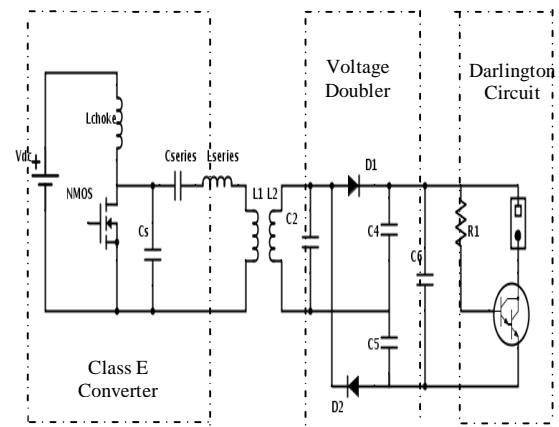 Voltage
Doubler
Darlington
Circuit
Lchoke
Vdc
+
Cseries
Lseries
D1
NMOS
L1 L2
C2
C4
R1
Cs
C6
C5
Class E
Converter
D2